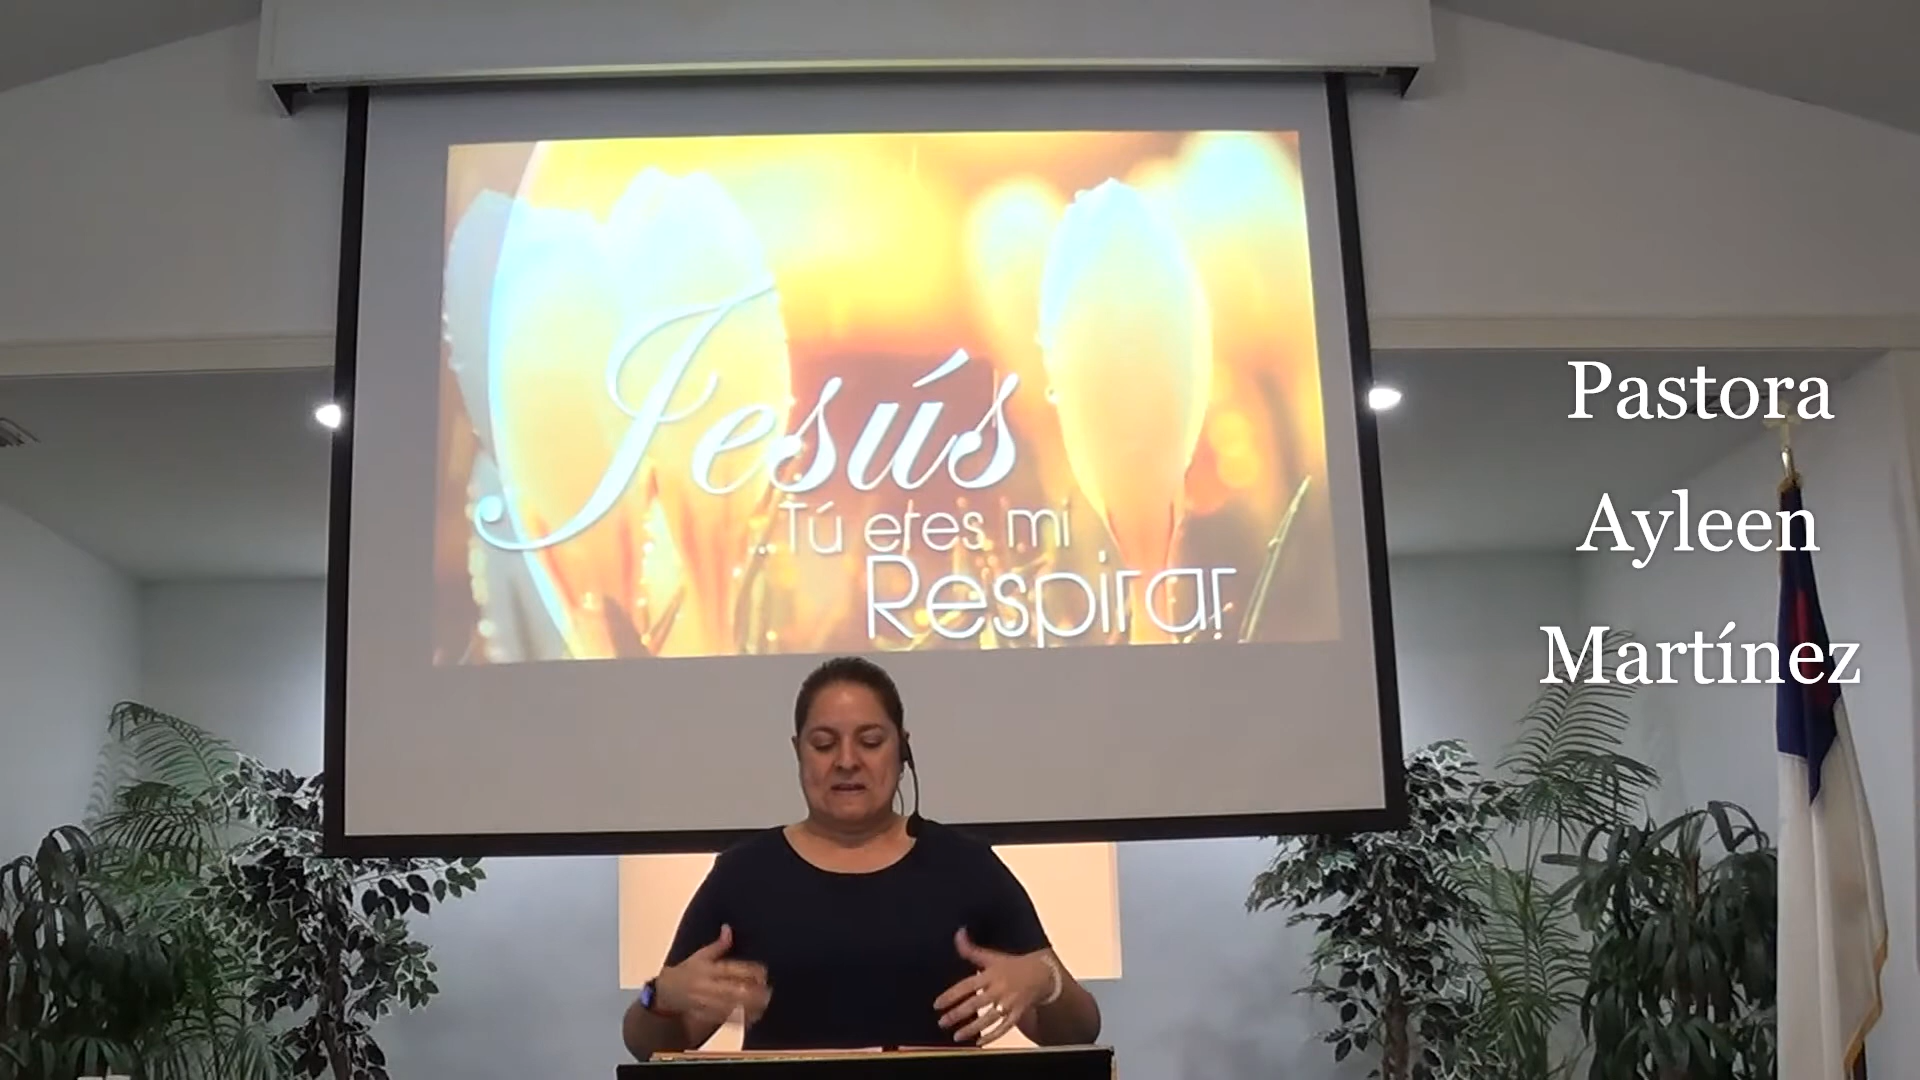 Jesús
...Tú eres mi
Respirar
Pastora
Ayleen
Martínez